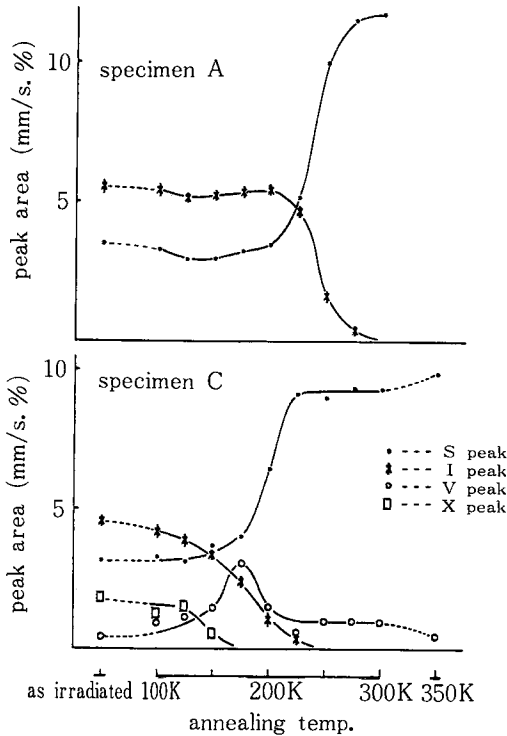 10
specimen A
peak area (mm/s. %)
5
10
specimen C
peak area (mm/s. %)
S peak
I peak
V peak
X peak
5
as irradiated 100K 200K 300K 350K
annealing temp.